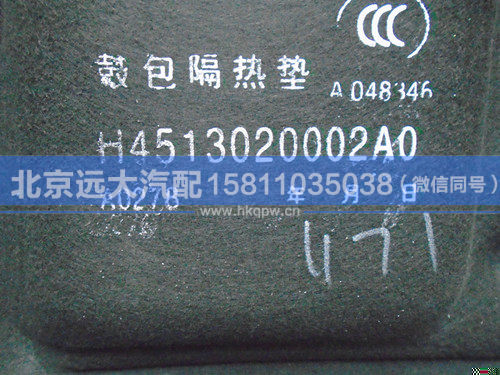 CCC
鼓包隔热垫
A 048346
H4513020002A0
北京远大汽配 15811035038（微信同号）
A0278 年 月 日
www.hkqpw.cn